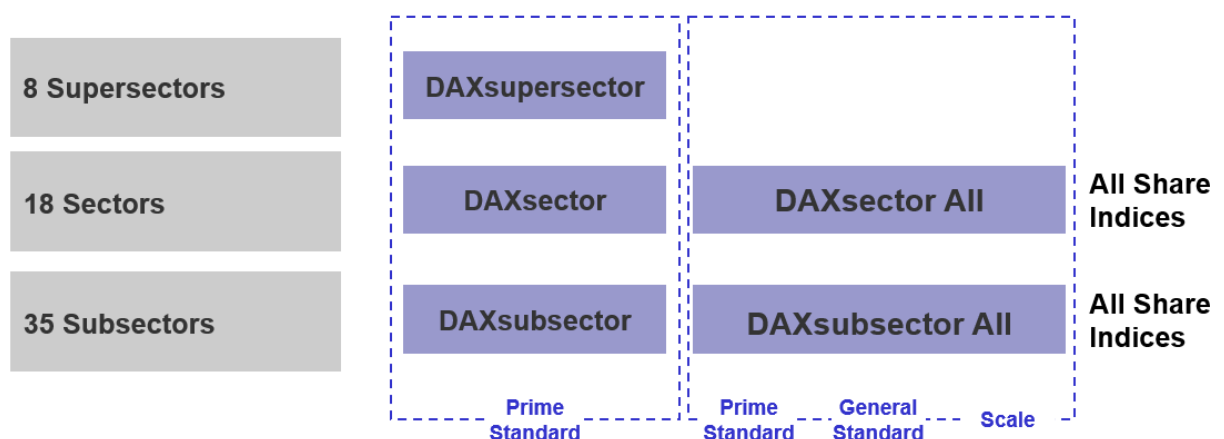 8 Supersectors
DAXsupersector
18 Sectors
DAXsector
DAXsector All
All Share
Indices
35 Subsectors
DAXsubsector
DAXsubsector All
All Share
Indices
Prime
Standard
Prime
Standard
General
Standard
Scale